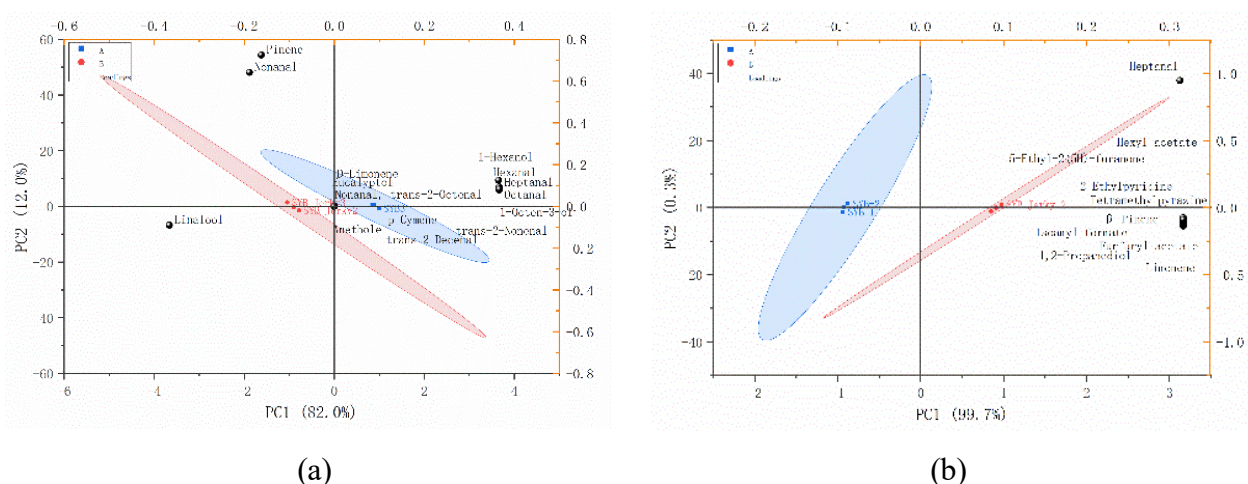 -0.6 -0.4 -0.2 0.0 0.2 0.4 0.6
60
40
20
0
-20
-40
-60
0.8
0.6
0.4
0.2
0.0
0.2
0.4
-0.6
-0.8
A
B
Pinene
Nonanal
Linalool
D-Limonene
Eucalyptol
Nonanal, trans-2-Octenal
p Cymene
Anethole
trans 2 Decenal
1-Hexanol
Hexanal
Heptanal
Octanal
trans-2-Nonenal
6 4 2 0 2 4
PC1 (82.0%)
PC2 (12.0%)
(a)
-0.2 -0.1 0.0 0.1 0.2 0.3
40
20
-20
-40
1.0
0.5
0.0
-0.5
-1.0
A
Heptanal
Hexyl acetate
2 Ethylpyrizine
Tetramethylpyrazine
β Pinene
Furfuryl acetate
1,2-Propanediol
Limonene
2 1 0 1 2 3
PC1 (99.7%)
PC2 (0.3%)
(b)